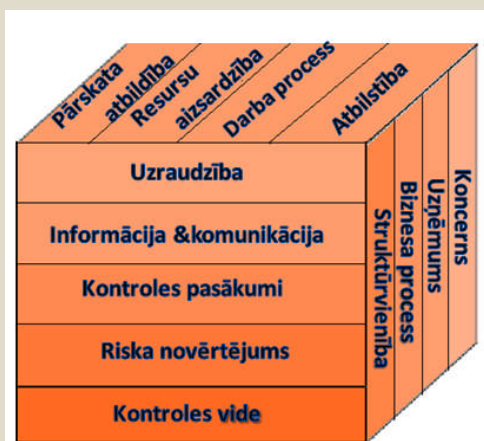 Pārskata
atbildība
Resursu
aizsardzība
Darba process
Atbilstība
Uzraudzība
Informācija &komunikācija
Kontroles pasākumi
Riska novērtējums
Kontroles vide
Struktūrvienība
Biznesa process
Uzņēmums
Koncerns